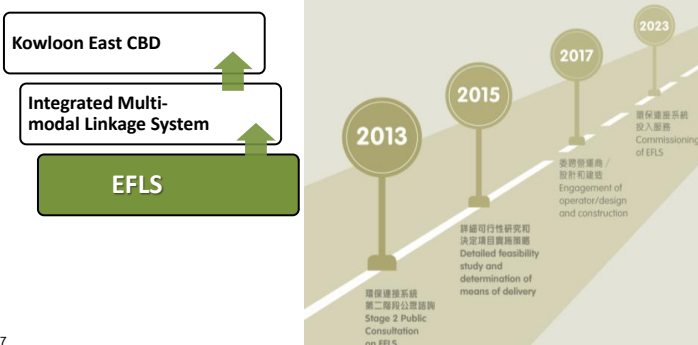 Kowloon East CBD
Integrated Multi-
modal Linkage System
EFLS
2013
環保連接系統
第二階段公眾諮詢
Stage 2 Public
Consultation
on EFLS
2015
詳細可行性研究和
決定項目實施策略
Detailed feasibility
study and
determination of
means of delivery
2017
委聘營運商/
設計和建造
Engagement of
operator/design
and construction
2023
環保連接系統
投入服務
Commissioning
of EFLS
7